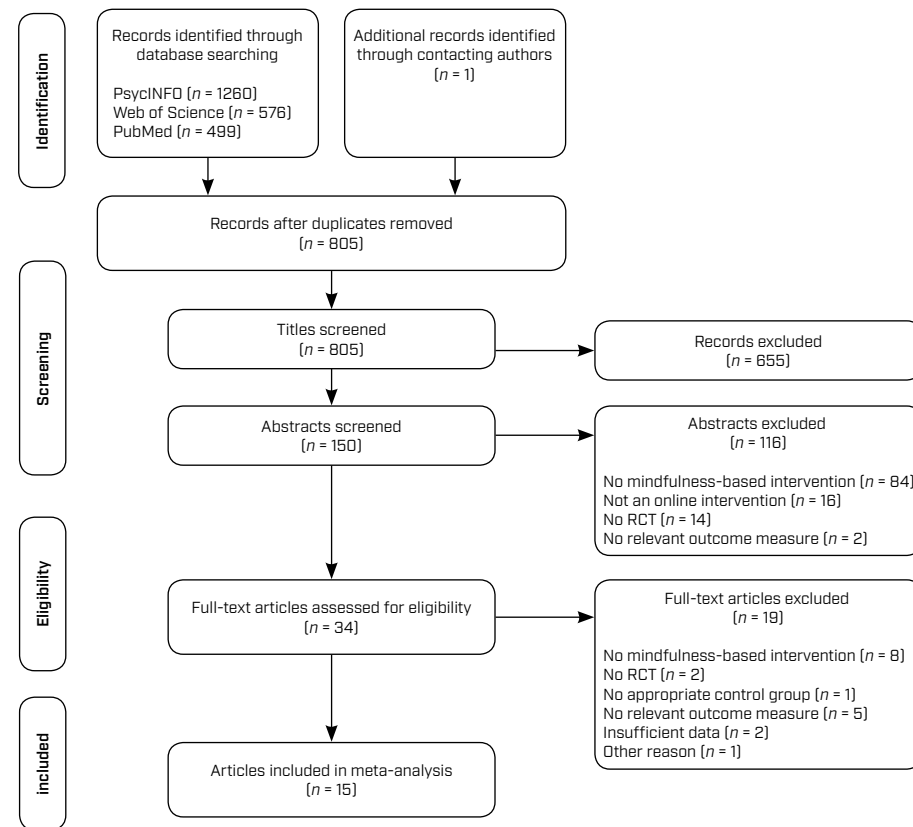 Identification
Records identified through
database searching
PsycINFO (n = 1260)
Web of Science (n = 576)
PubMed (n = 499)
Additional records identified
through contacting authors
(n = 1)
Records after duplicates removed
(n = 805)
Screening
Titles screened
(n = 805)
Records excluded
(n = 655)
Abstracts screened
(n = 150)
Abstracts excluded
(n = 116)
No mindfulness-based intervention (n = 84)
Not an online intervention (n = 16)
No RCT (n = 14)
No relevant outcome measure (n = 2)
Eligibility
Full-text articles assessed for eligibility
(n = 34)
Full-text articles excluded
(n = 19)
No mindfulness-based intervention (n = 8)
No RCT (n = 2)
No appropriate control group (n = 1)
No relevant outcome measure (n = 5)
Insufficient data (n = 2)
Other reason (n = 1)
included
Articles included in meta-analysis
(n = 15)